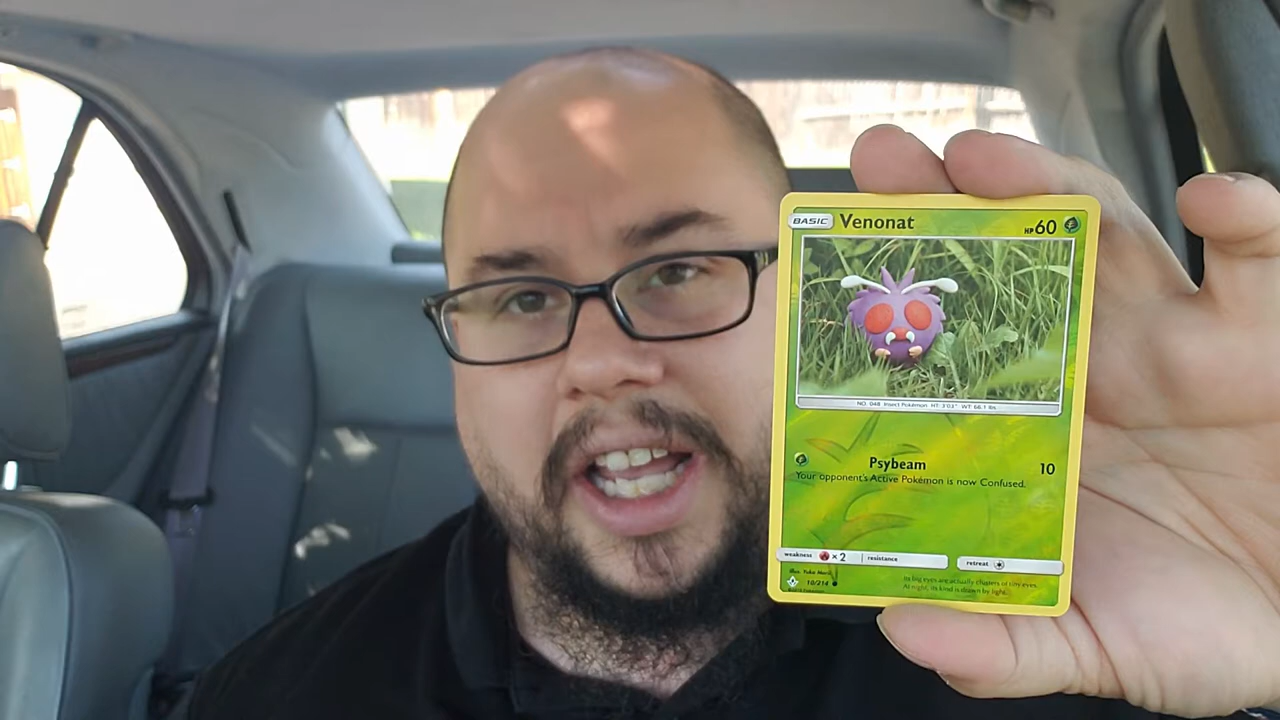 BASIC Venonat HP 60
NO. 048 Insect Pokémon HT: 3'03" WT: 66.1 lbs
Psybeam 10
Your opponent's Active Pokémon is now Confused.
weakness ×2 resistance retreat
Illus. Yuka Morii
10/214
Its big eyes are actually clusters of tiny eyes.
At night, its kind is drawn by light.